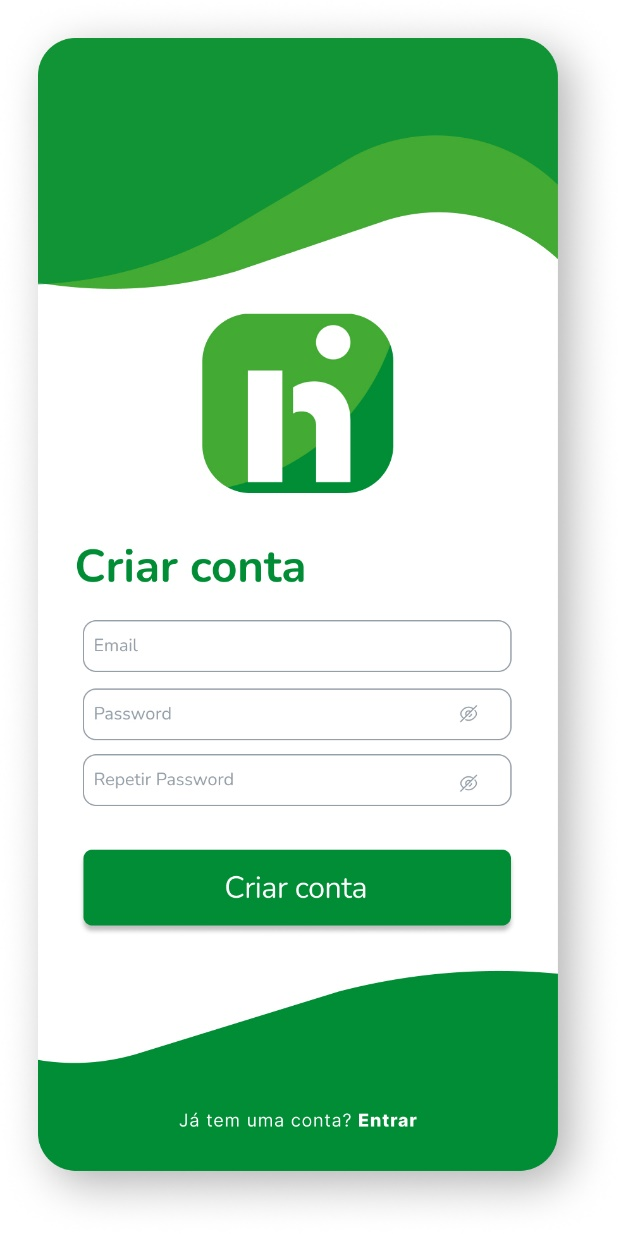 Criar conta
Email
Password
Repetir Password
Criar conta
Já tem uma conta? Entrar